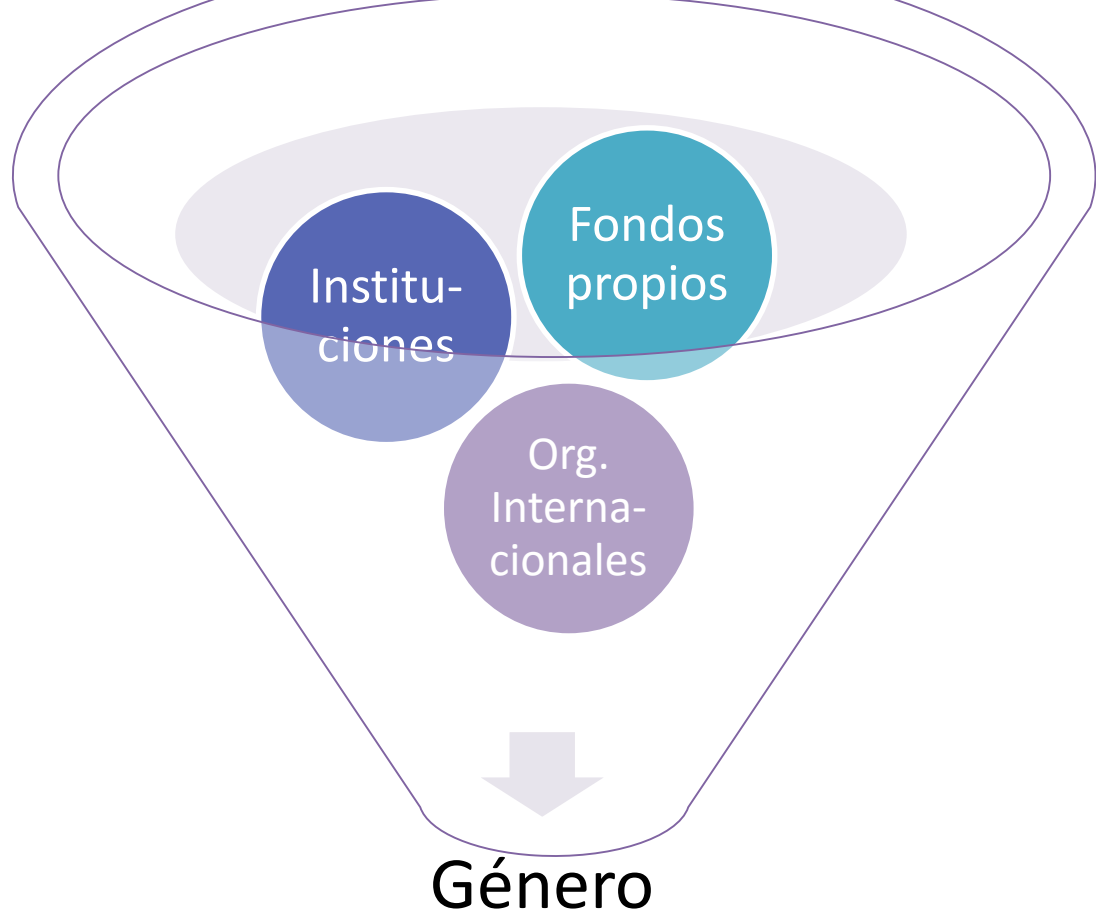 Fondos
propios
Institu-
ciones
Org.
Interna-
cionales
Género